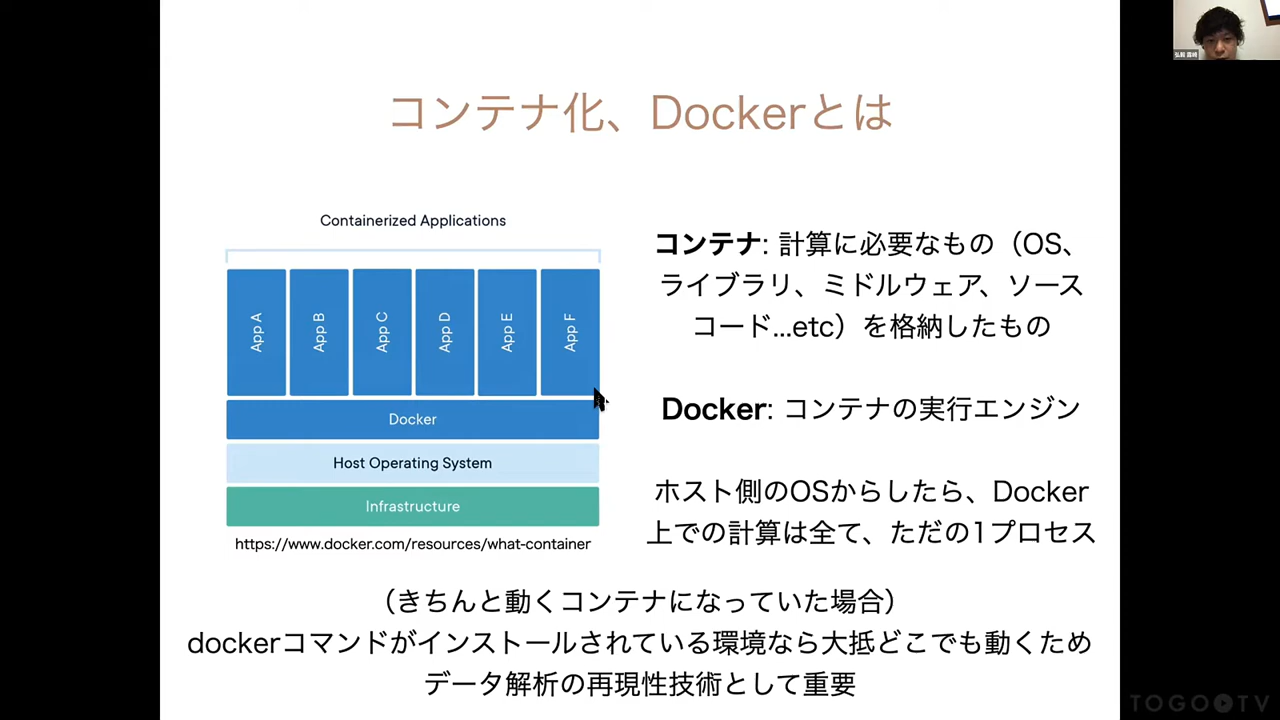 コンテナ化、Dockerとは
Containerized Applications
App A
App B
App C
App D
App E
App F
Docker
Host Operating System
Infrastructure
https://www.docker.com/resources/what-container
コンテナ: 計算に必要なもの（OS、
ライブラリ、ミドルウェア、ソース
コード...etc）を格納したもの
Docker: コンテナの実行エンジン
ホスト側のOSからしたら、Docker
上での計算は全て、ただの1プロセス
（きちんと動くコンテナになっていた場合）
dockerコマンドがインストールされている環境なら大抵どこでも動くため
データ解析の再現性技術として重要
TOGO TV